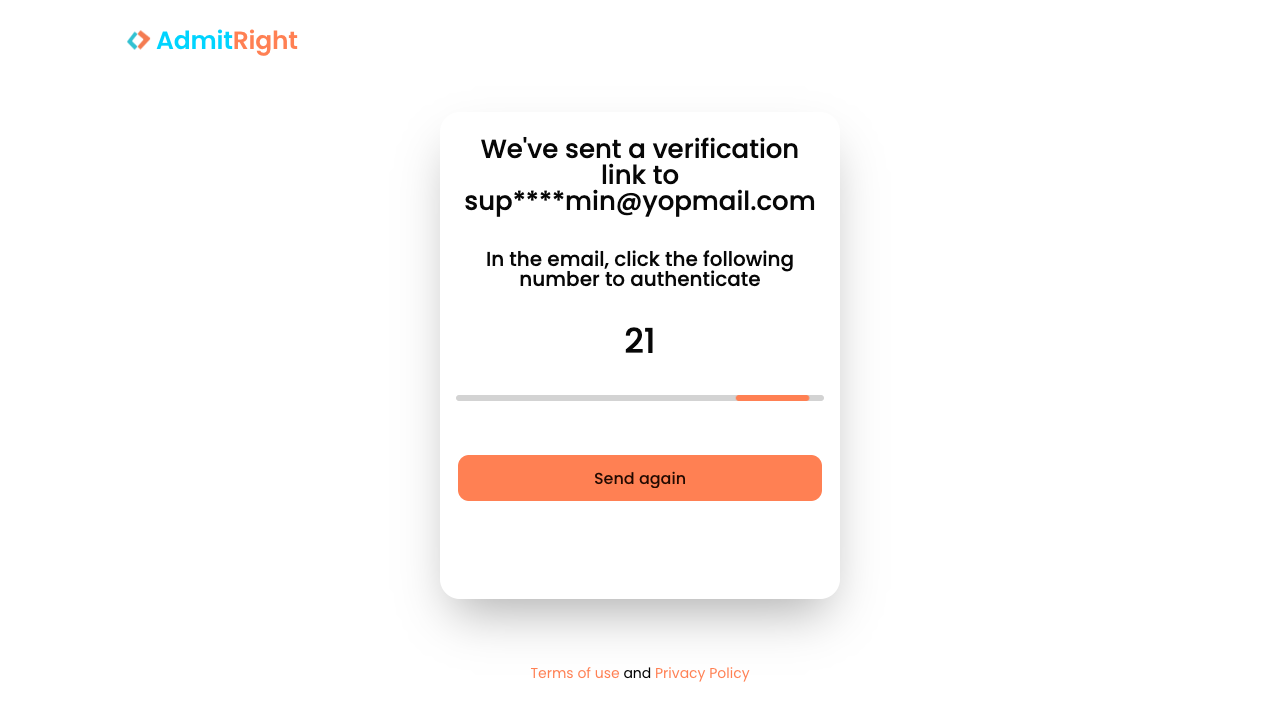 AdmitRight
We've sent a verification
link to
sup****min@yopmail.com
In the email, click the following
number to authenticate
21
Send again
Terms of use and Privacy Policy